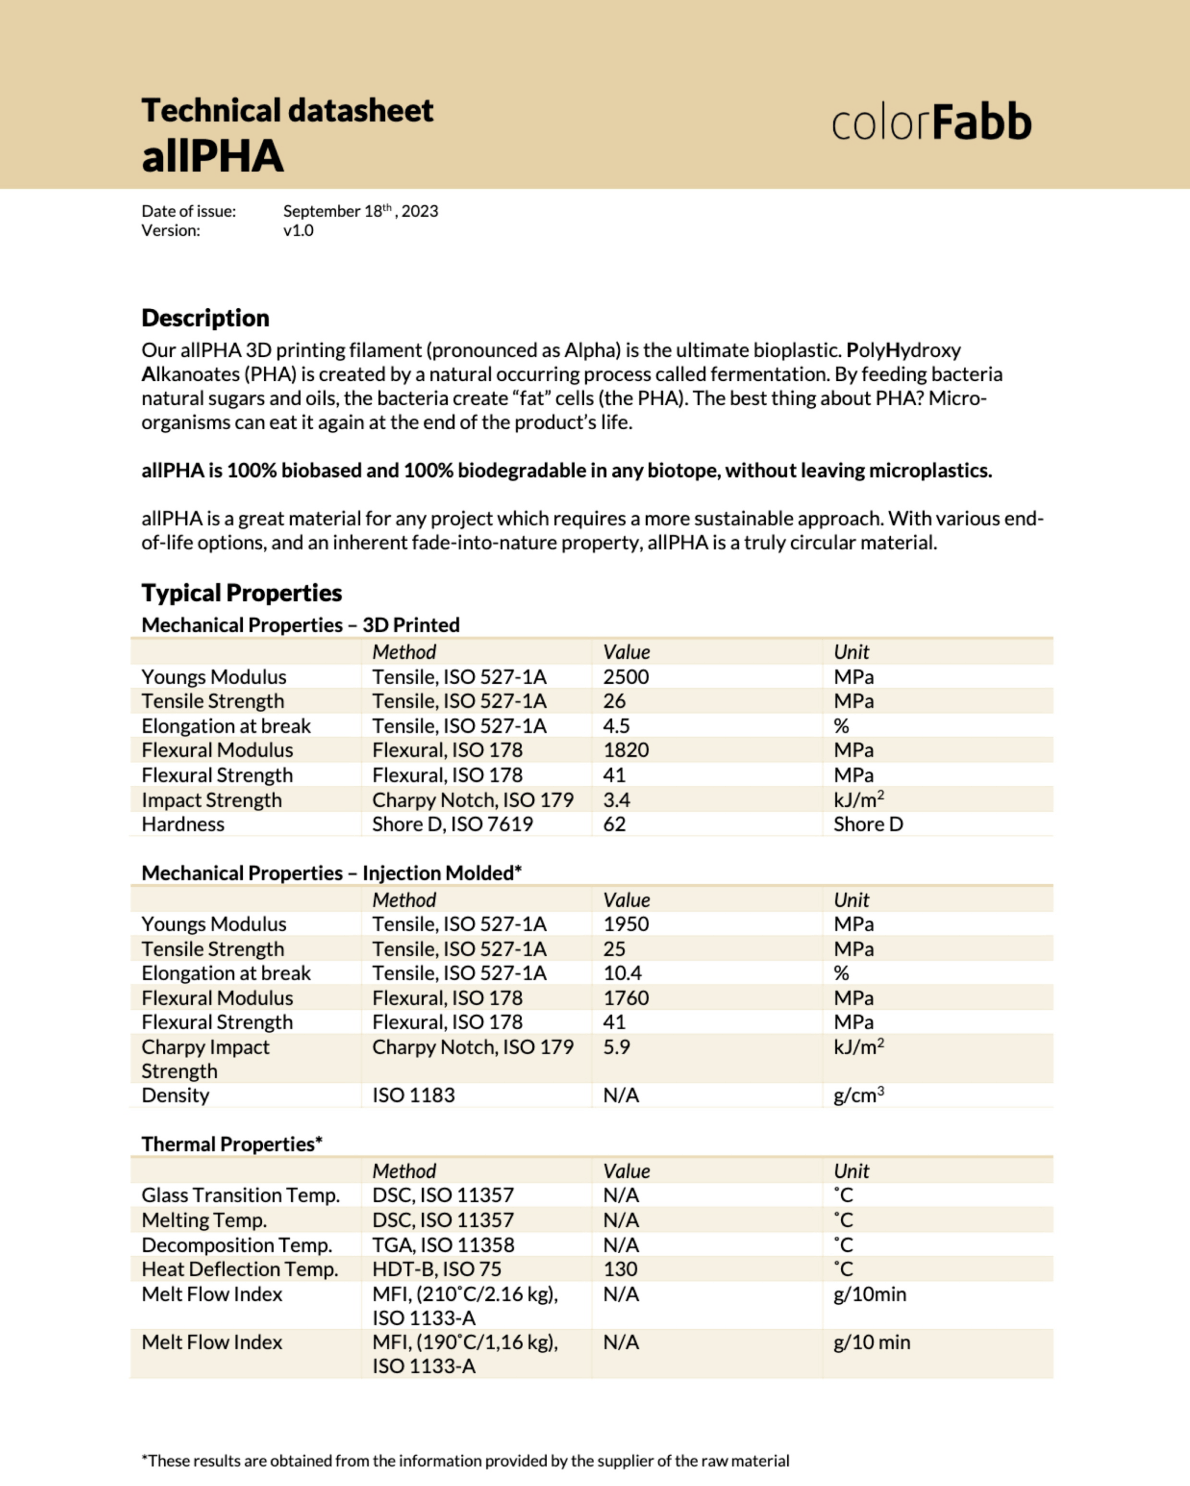 Technical datasheet
allPHA
colorFabb
Date of issue: September 18th , 2023
Version: v1.0
Description
Our allPHA 3D printing filament (pronounced as Alpha) is the ultimate bioplastic. PolyHydroxy
Alkanoates (PHA) is created by a natural occurring process called fermentation. By feeding bacteria
natural sugars and oils, the bacteria create “fat” cells (the PHA). The best thing about PHA? Micro-
organisms can eat it again at the end of the product’s life.
allPHA is 100% biobased and 100% biodegradable in any biotope, without leaving microplastics.
allPHA is a great material for any project which requires a more sustainable approach. With various end-
of-life options, and an inherent fade-into-nature property, allPHA is a truly circular material.
Typical Properties
Mechanical Properties – 3D Printed
Method Value Unit
Youngs Modulus Tensile, ISO 527-1A 2500 MPa
Tensile Strength Tensile, ISO 527-1A 26 MPa
Elongation at break Tensile, ISO 527-1A 4.5 %
Flexural Modulus Flexural, ISO 178 1820 MPa
Flexural Strength Flexural, ISO 178 41 MPa
Impact Strength Charpy Notch, ISO 179 3.4 kJ/m²
Hardness Shore D, ISO 7619 62 Shore D
Mechanical Properties – Injection Molded*
Method Value Unit
Youngs Modulus Tensile, ISO 527-1A 1950 MPa
Tensile Strength Tensile, ISO 527-1A 25 MPa
Elongation at break Tensile, ISO 527-1A 10.4 %
Flexural Modulus Flexural, ISO 178 1760 MPa
Flexural Strength Flexural, ISO 178 41 MPa
Charpy Impact Charpy Notch, ISO 179 5.9 kJ/m²
Strength
Density ISO 1183 N/A g/cm³
Thermal Properties*
Method Value Unit
Glass Transition Temp. DSC, ISO 11357 N/A ˚C
Melting Temp. DSC, ISO 11357 N/A ˚C
Decomposition Temp. TGA, ISO 11358 N/A ˚C
Heat Deflection Temp. HDT-B, ISO 75 130 ˚C
Melt Flow Index MFI, (210˚C/2.16 kg), N/A g/10min
ISO 1133-A
Melt Flow Index MFI, (190˚C/1,16 kg), N/A g/10 min
ISO 1133-A
*These results are obtained from the information provided by the supplier of the raw material